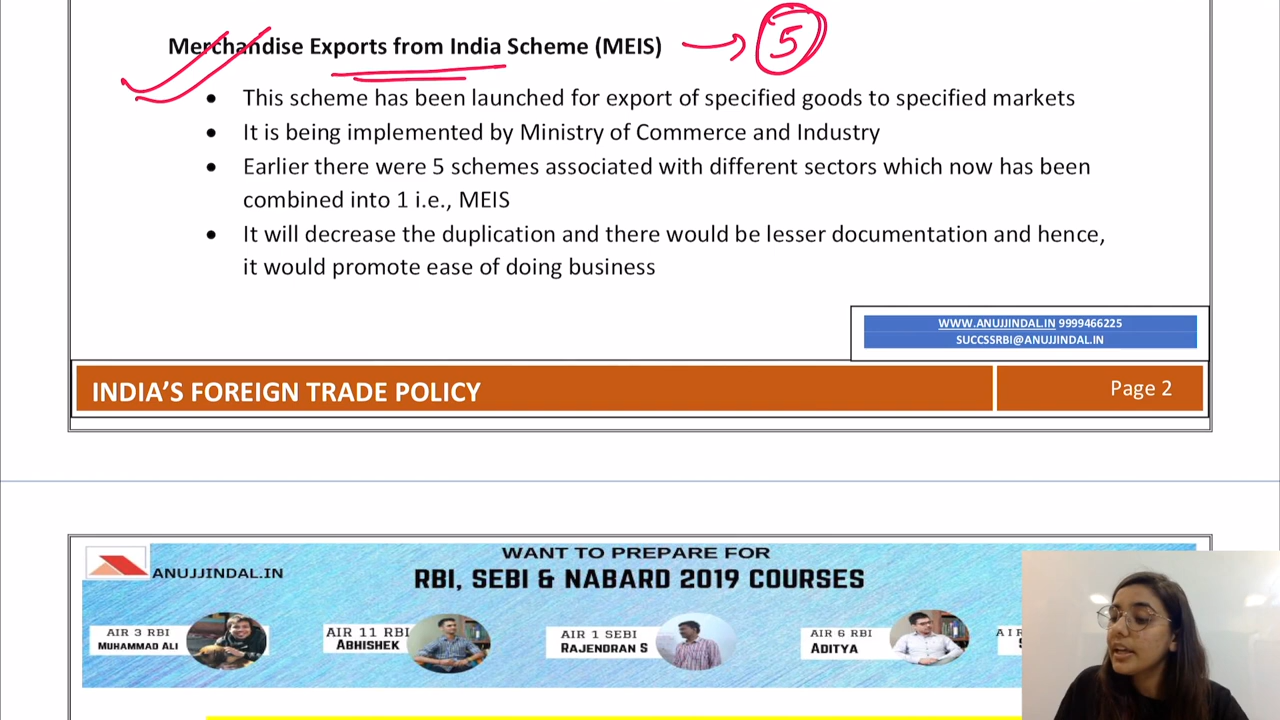 Merchandise Exports from India Scheme (MEIS) 5
• This scheme has been launched for export of specified goods to specified markets
• It is being implemented by Ministry of Commerce and Industry
• Earlier there were 5 schemes associated with different sectors which now has been
combined into 1 i.e., MEIS
• It will decrease the duplication and there would be lesser documentation and hence,
it would promote ease of doing business
WWW.ANUJJINDAL.IN 9999466225
SUCCSSRBI@ANUJJINDAL.IN
INDIA’S FOREIGN TRADE POLICY
Page 2
ANUJJINDAL.IN
WANT TO PREPARE FOR
RBI, SEBI & NABARD 2019 COURSES
AIR 3 RBI
MUHAMMAD ALI
AIR 11 RBI
ABHISHEK
AIR 1 SEBI
RAJENDRAN S
AIR 6 RBI
ADITYA